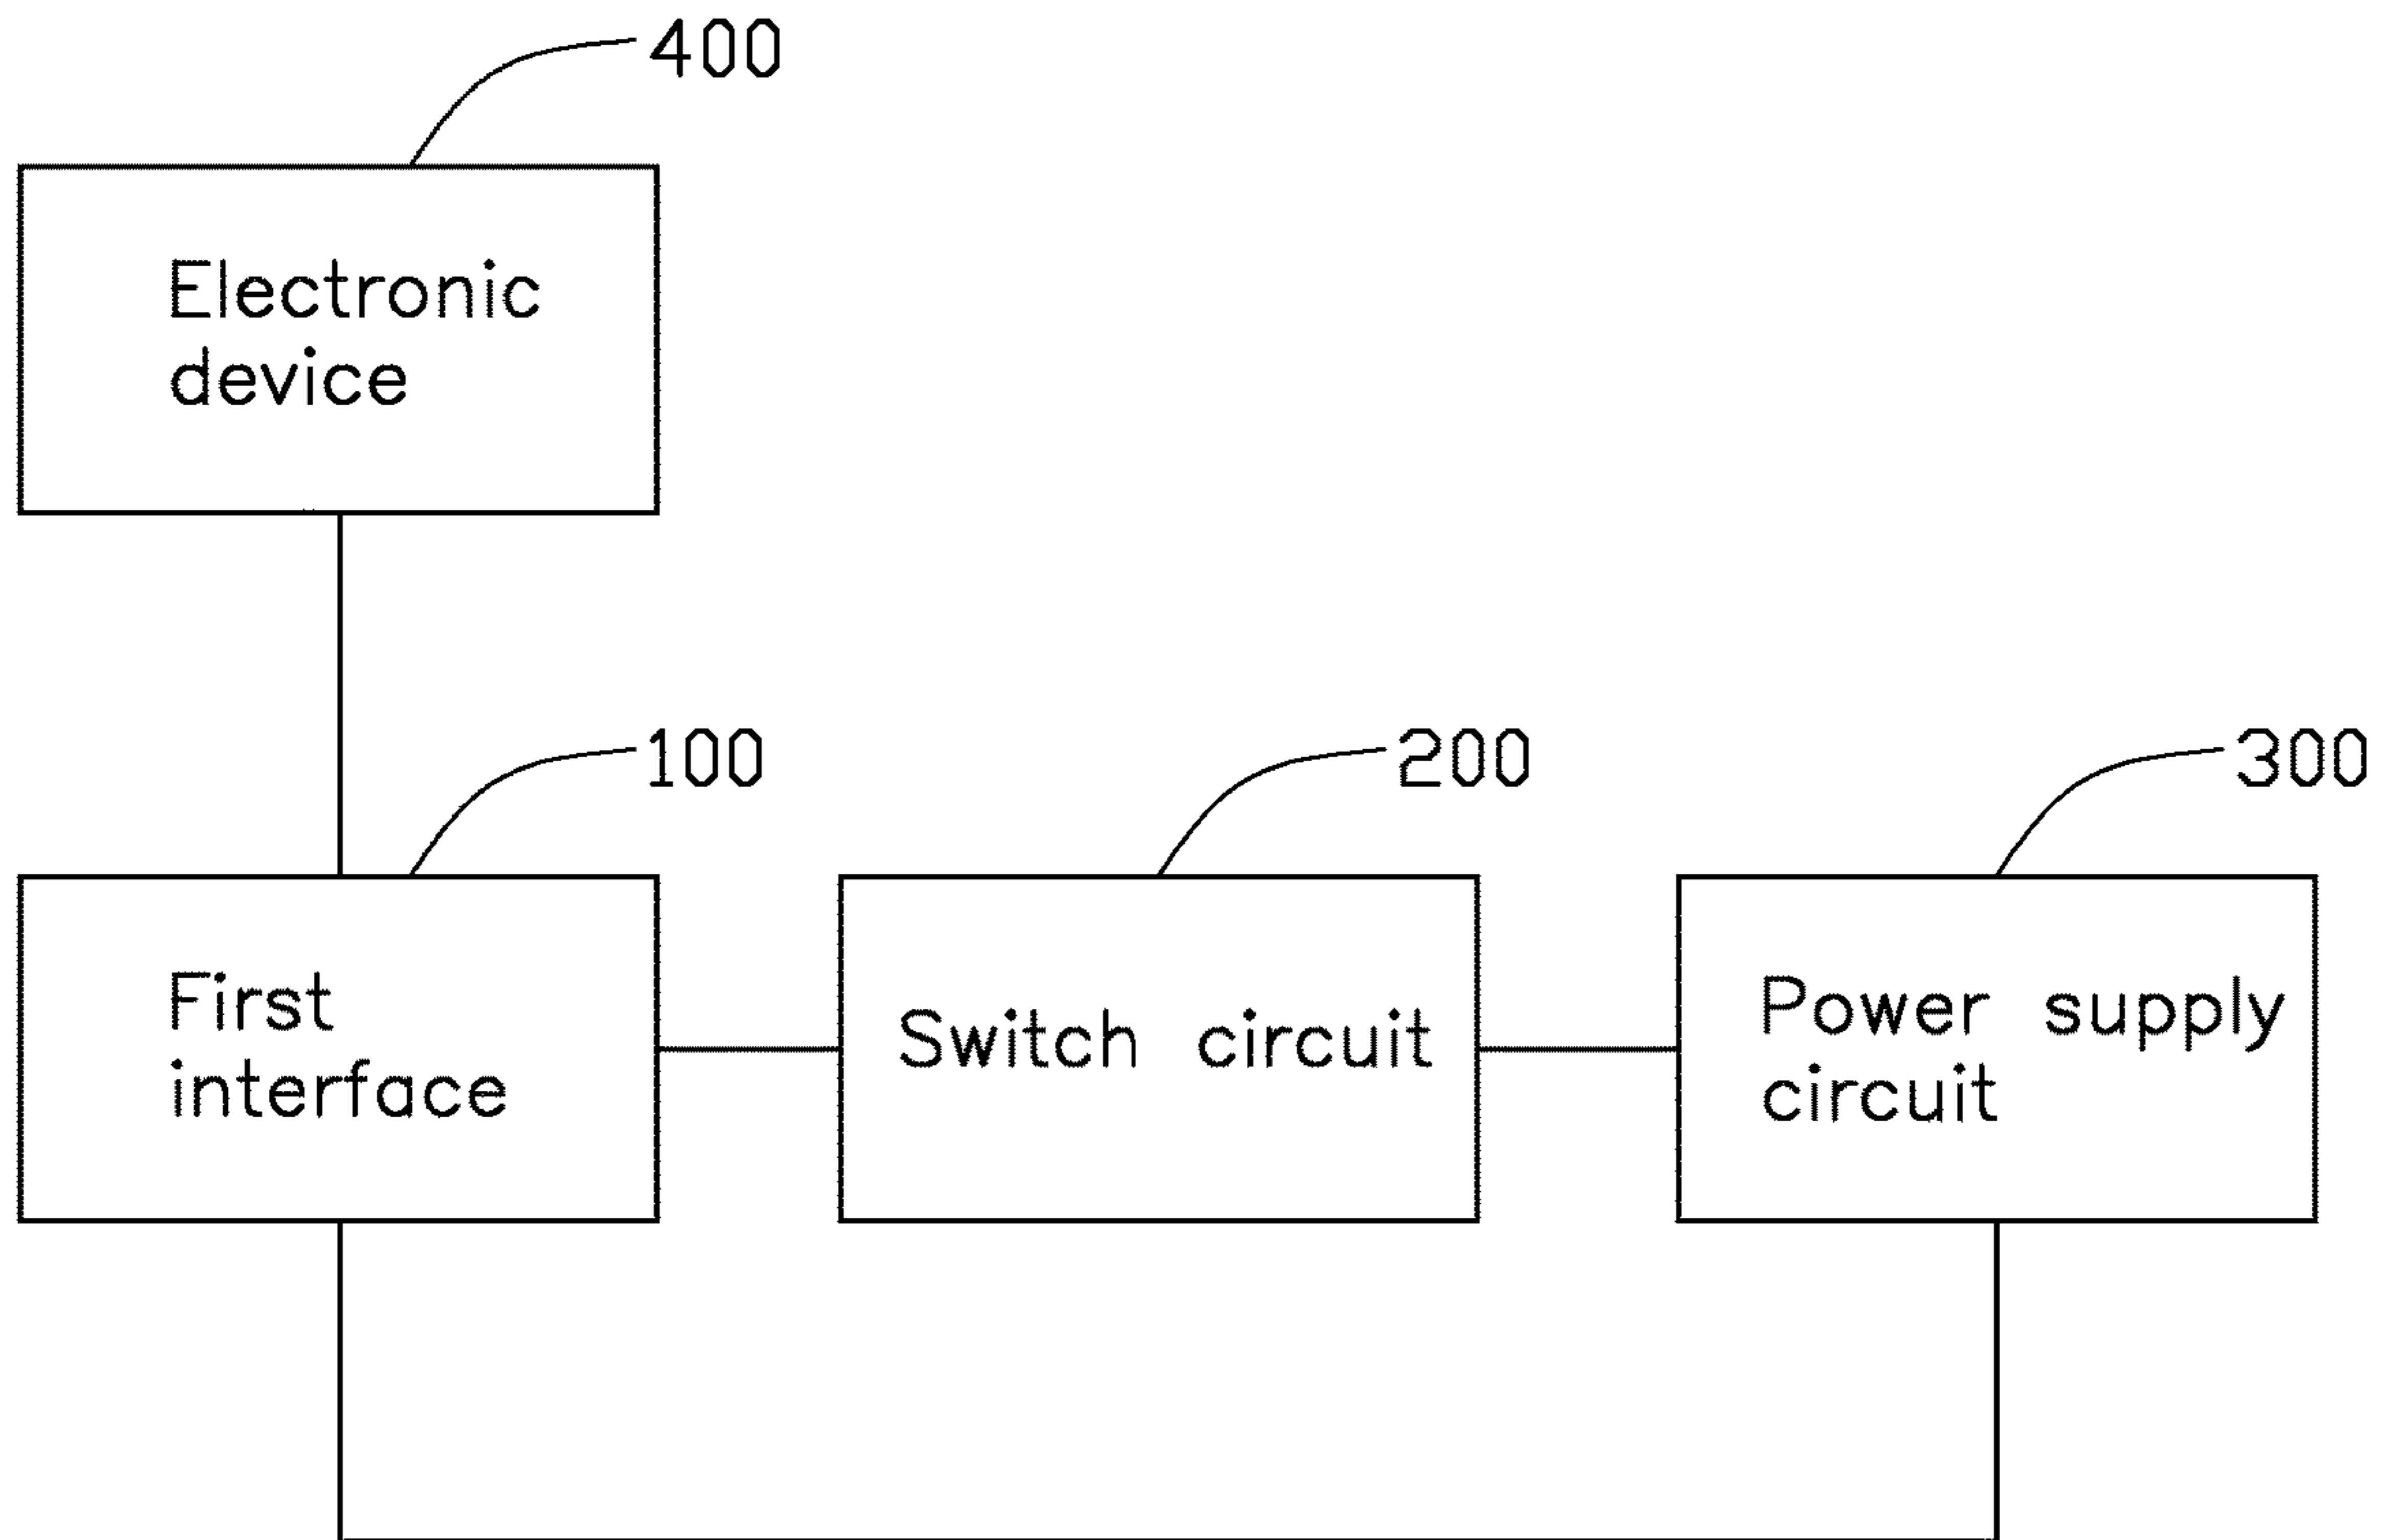 400
Electronic
device
100
200
300
First
interface
Switch circuit
Power supply
circuit